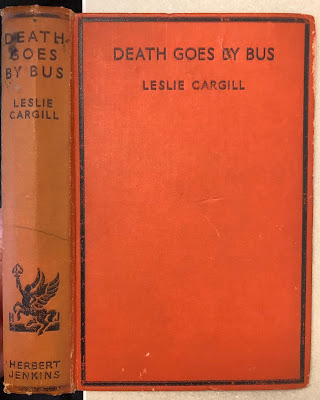 DEATH
GOES
BY BUS
LESLIE
CARGILL
HERBERT
JENKINS
DEATH GOES BY BUS
LESLIE CARGILL